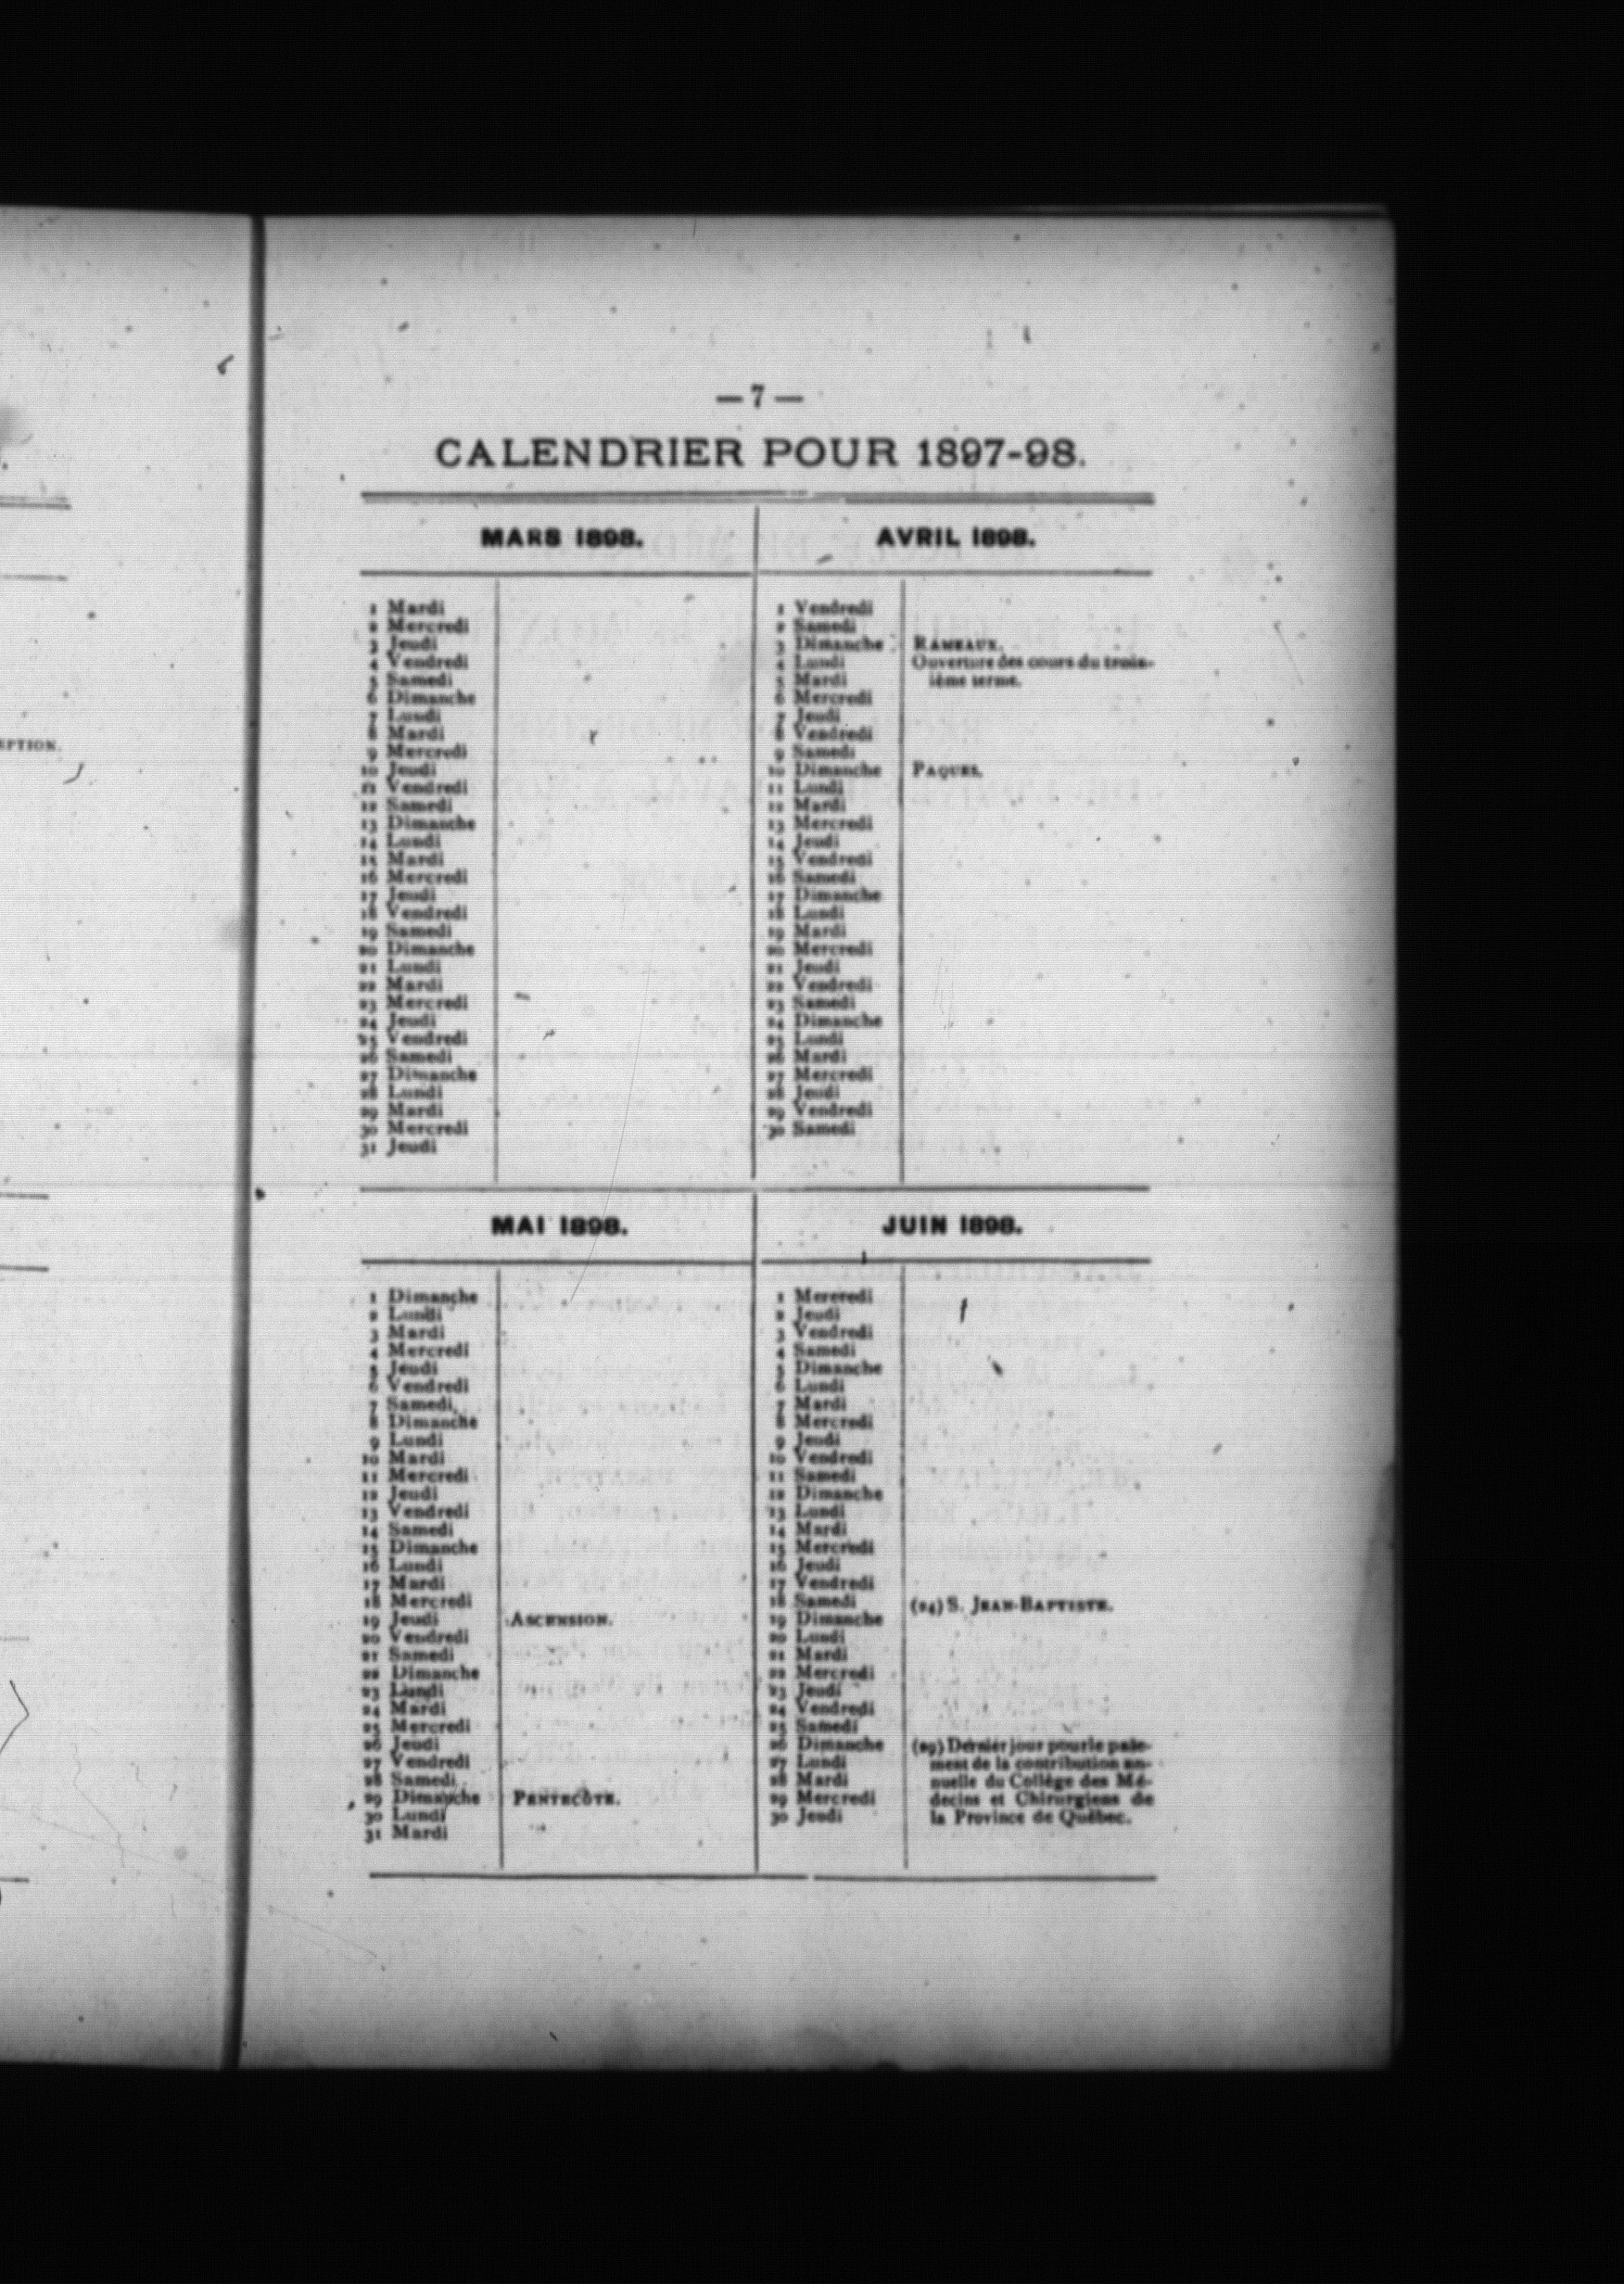 EPTION.
— 7 —
CALENDRIER POUR 1897-98.
MARS 1898.
1 Mardi
2 Mercredi
3 Jeudi
4 Vendredi
5 Samedi
6 Dimanche
7 Lundi
8 Mardi
9 Mercredi
10 Jeudi
11 Vendredi
12 Samedi
13 Dimanche
14 Lundi
15 Mardi
16 Mercredi
17 Jeudi
18 Vendredi
19 Samedi
20 Dimanche
21 Lundi
22 Mardi
23 Mercredi
24 Jeudi
25 Vendredi
26 Samedi
27 Dimanche
28 Lundi
29 Mardi
30 Mercredi
31 Jeudi
AVRIL 1898.
1 Vendredi
2 Samedi
3 Dimanche RAMEAUX.
4 Lundi Ouverture des cours du trois-
5 Mardi ième terme.
6 Mercredi
7 Jeudi
8 Vendredi
9 Samedi
10 Dimanche PAQUES.
11 Lundi
12 Mardi
13 Mercredi
14 Jeudi
15 Vendredi
16 Samedi
17 Dimanche
18 Lundi
19 Mardi
20 Mercredi
21 Jeudi
22 Vendredi
23 Samedi
24 Dimanche
25 Lundi
26 Mardi
27 Mercredi
28 Jeudi
29 Vendredi
30 Samedi
MAI 1898.
1 Dimanche
2 Lundi
3 Mardi
4 Mercredi
5 Jeudi
6 Vendredi
7 Samedi
8 Dimanche
9 Lundi
10 Mardi
11 Mercredi
12 Jeudi
13 Vendredi
14 Samedi
15 Dimanche
16 Lundi
17 Mardi
18 Mercredi
19 Jeudi ASCENSION.
20 Vendredi
21 Samedi
22 Dimanche
23 Lundi
24 Mardi
25 Mercredi
26 Jeudi
27 Vendredi
28 Samedi
29 Dimanche PENTECÔTE.
30 Lundi
31 Mardi
JUIN 1898.
1 Mereredi
2 Jeudi
3 Vendredi
4 Samedi
5 Dimanche
6 Lundi
7 Mardi
8 Mercredi
9 Jeudi
10 Vendredi
11 Samedi
12 Dimanche
13 Lundi
14 Mardi
15 Mercredi
16 Jeudi
17 Vendredi
18 Samedi (24) S. JEAN-BAPTISTE.
19 Dimanche
20 Lundi
21 Mardi
22 Mercredi
23 Jeudi
24 Vendredi
25 Samedi
26 Dimanche (29) Dernier jour pour le paie-
27 Lundi ment de la contribution an-
28 Mardi nuelle du Collège des Mé-
29 Mercredi decins et Chirurgiens de
30 Jeudi la Province de Québec.